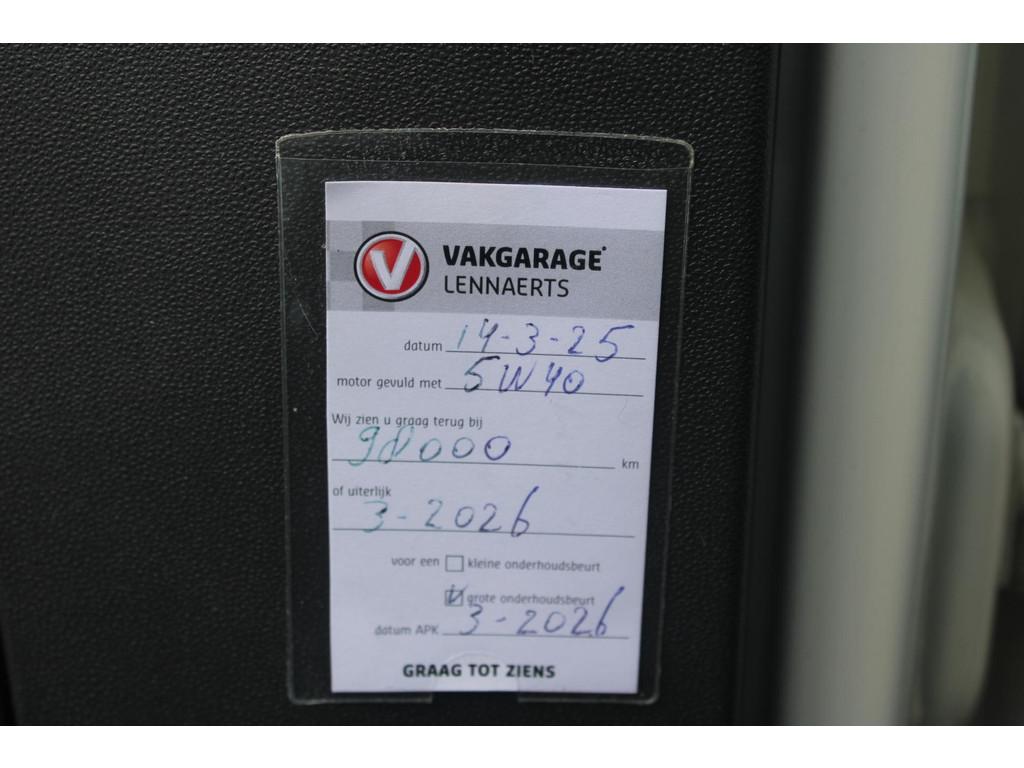 V VAKGARAGE
LENNAERTS
datum 14-3-25
motor gevuld met 5W40
Wij zien u graag terug bij
98000 km
of uiterlijk
3-2026
voor een kleine onderhoudsbeurt
grote onderhoudsbeurt
datum APK 3-2026
GRAAG TOT ZIENS